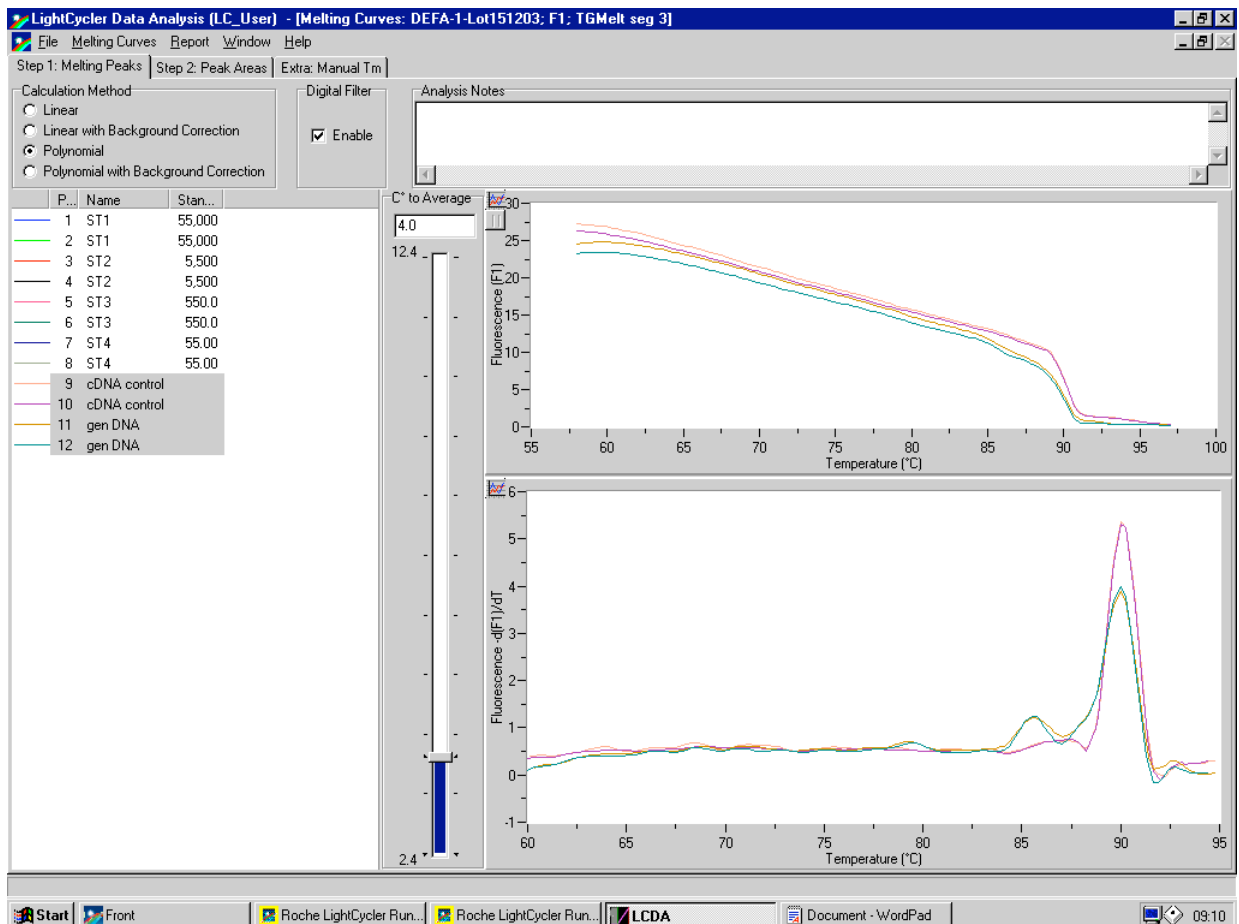 LightCycler Data Analysis (LC_User) - [Melting Curves: DEFA-1-Lot151203; F1; TGMelt seg 3]
File Melting Curves Report Window Help
Step 1: Melting Peaks Step 2: Peak Areas Extra: Manual Tm
Calculation Method
Linear
Linear with Background Correction
Polynomial
Polynomial with Background Correction
Digital Filter
Enable
Analysis Notes
P... Name Stan...
1 ST1 55,000
2 ST1 55,000
3 ST2 5,500
4 ST2 5,500
5 ST3 550.0
6 ST3 550.0
7 ST4 55.00
8 ST4 55.00
9 cDNA control
10 cDNA control
11 gen DNA
12 gen DNA
C° to Average
4.0
12.4
2.4
Fluorescence (F1)
30
25
20
15
10
5
0
55 60 65 70 75 80 85 90 95 100
Temperature (°C)
Fluorescence -d(F1)/dT
6
5
4
3
2
1
0
-1
60 65 70 75 80 85 90 95
Temperature (°C)
Start Front Roche LightCycler Run... Roche LightCycler Run... LCDA Document - WordPad 09:10